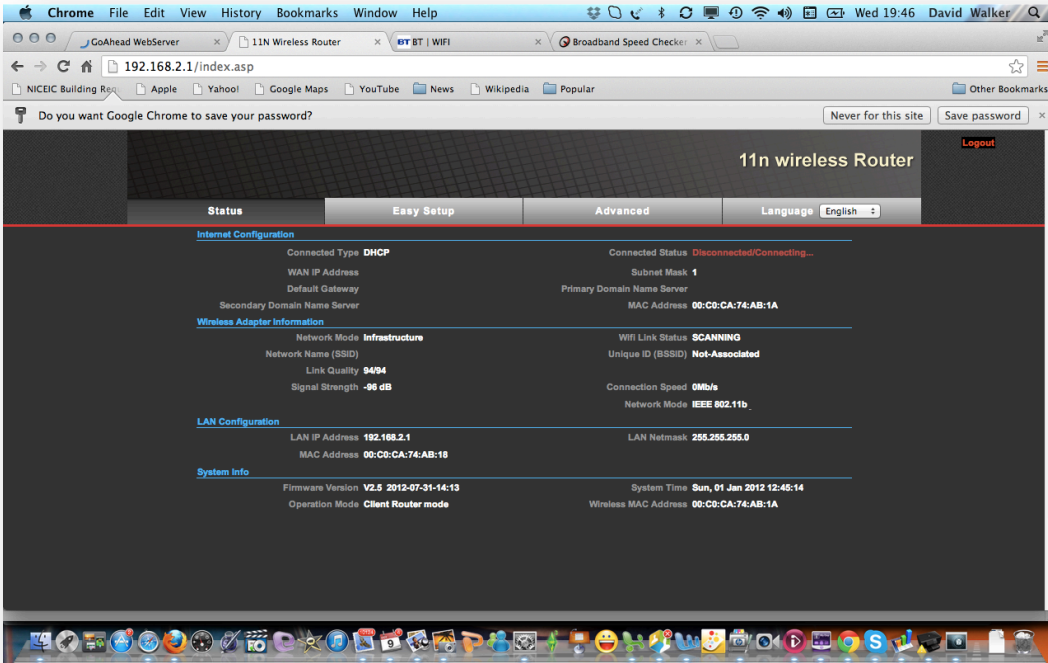 Chrome File Edit View History Bookmarks Window Help Wed 19:46 David Walker
GoAhead WebServer 11N Wireless Router BT BT | WIFI Broadband Speed Checker
192.168.2.1/index.asp
NICEIC Building Reg Apple Yahoo! Google Maps YouTube News Wikipedia Popular Other Bookmarks
Do you want Google Chrome to save your password? Never for this site Save password
Logout
11n wireless Router
Status Easy Setup Advanced Language English
Internet Configuration
Connected Type DHCP Connected Status Disconnected/Connecting...
WAN IP Address Subnet Mask 1
Default Gateway Primary Domain Name Server
Secondary Domain Name Server MAC Address 00:C0:CA:74:AB:1A
Wireless Adapter Information
Network Mode Infrastructure Wifi Link Status SCANNING
Network Name (SSID) Unique ID (BSSID) Not-Associated
Link Quality 94/94
Signal Strength -96 dB Connection Speed 0Mb/s
Network Mode IEEE 802.11b
LAN Configuration
LAN IP Address 192.168.2.1 LAN Netmask 255.255.255.0
MAC Address 00:C0:CA:74:AB:18
System Info
Firmware Version V2.5 2012-07-31-14:13 System Time Sun, 01 Jan 2012 12:45:14
Operation Mode Client Router mode Wireless MAC Address 00:C0:CA:74:AB:1A